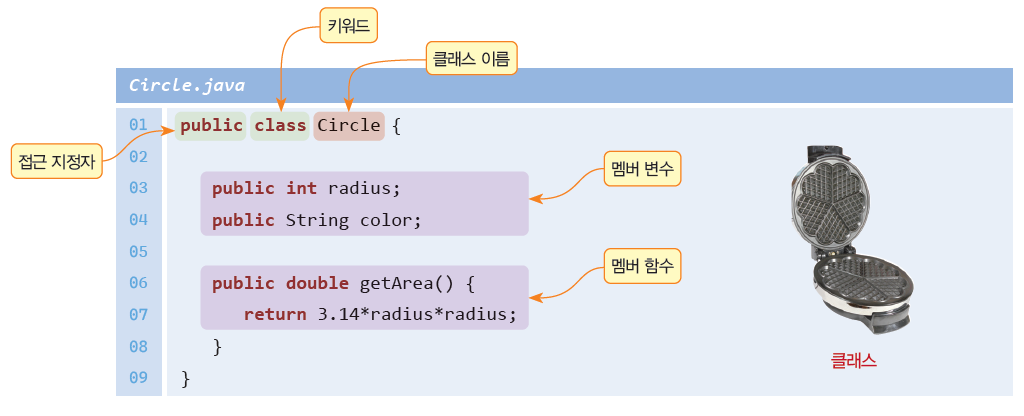 키워드
클래스 이름
Circle.java
01 public class Circle {
접근 지정자
02
멤버 변수
03 public int radius;
04 public String color;
05
멤버 함수
06 public double getArea() {
07 return 3.14*radius*radius;
08 }
클래스
09 }